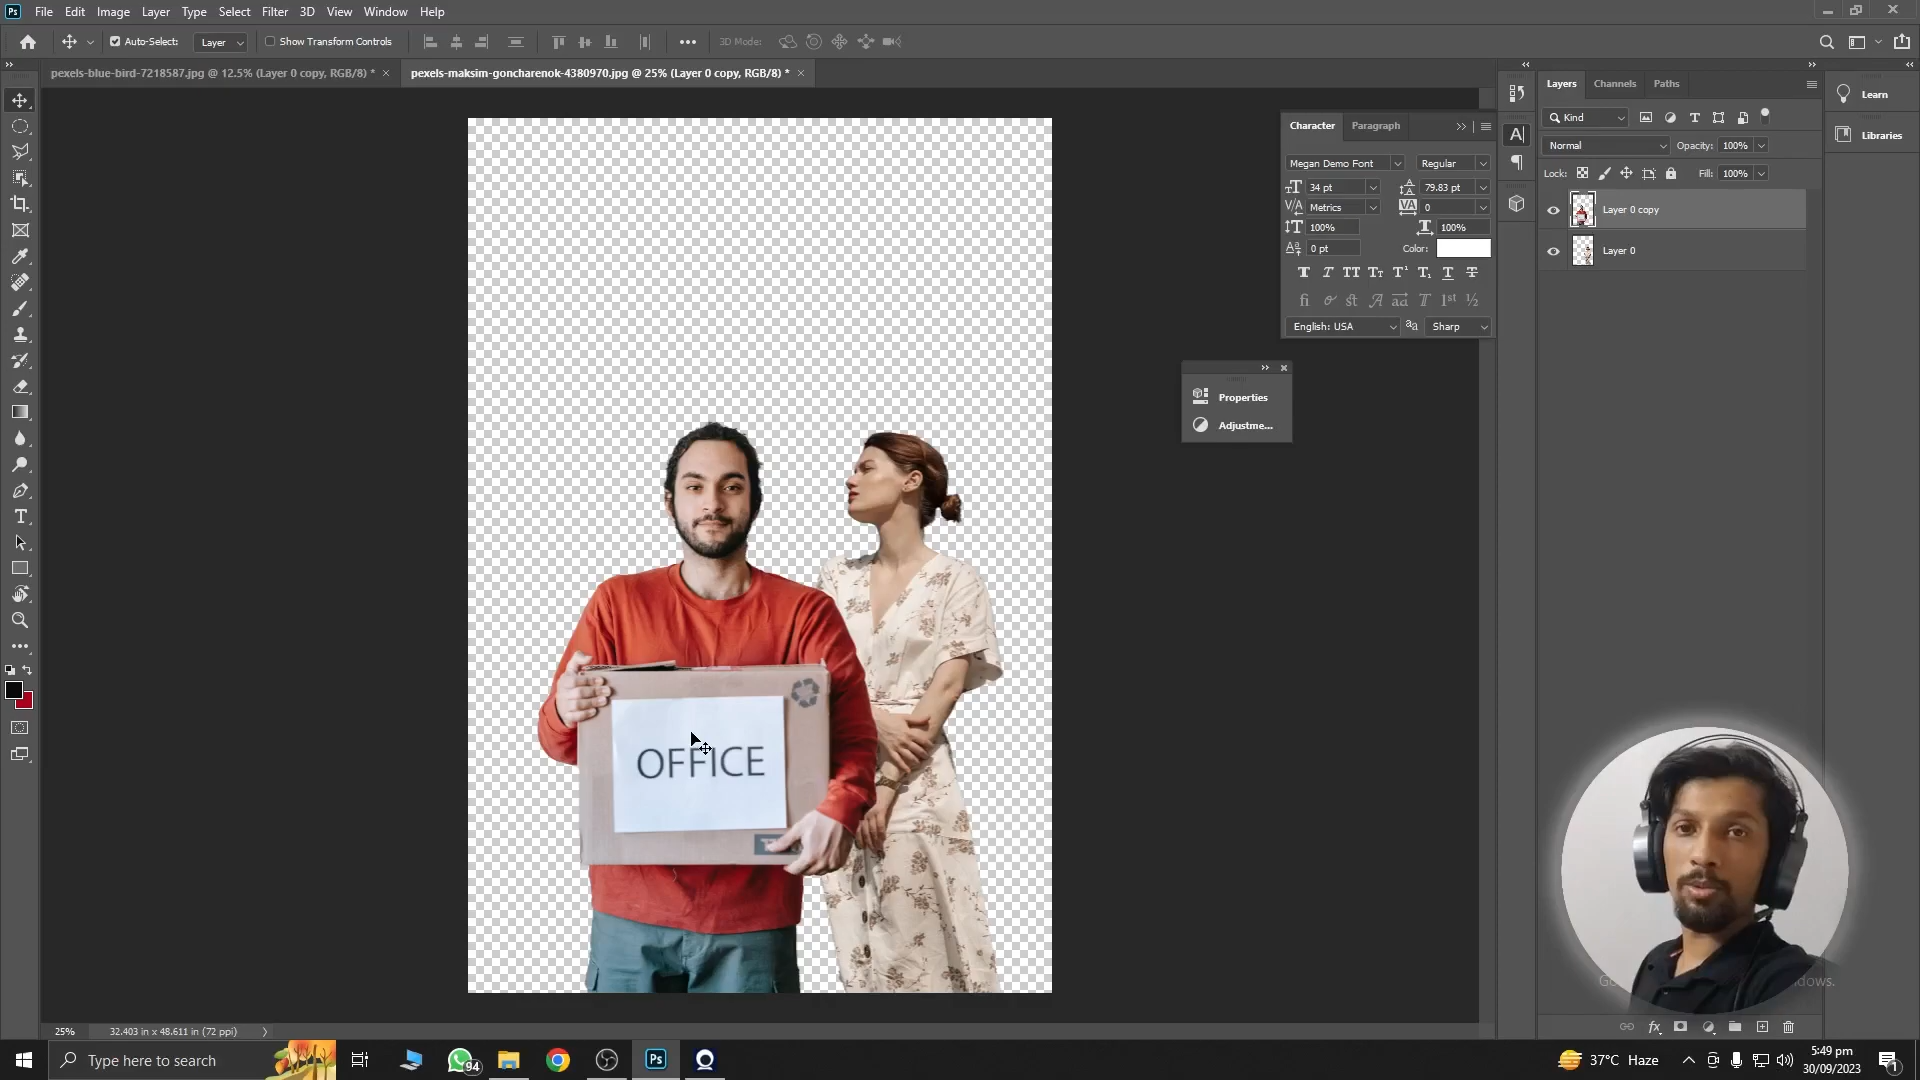 Ps File Edit Image Layer Type Select Filter 3D View Window Help
Auto-Select: Layer Show Transform Controls 3D Mode:
pexels-blue-bird-7218587.jpg @ 12.5% (Layer 0 copy, RGB/8) * ×
pexels-maksim-goncharenok-4380970.jpg @ 25% (Layer 0 copy, RGB/8) * ×
Character Paragraph
Megan Demo Font Regular
34 pt 79.83 pt
Metrics 0
100% 100%
0 pt Color:
English: USA Sharp
Properties
Adjustme...
Layers Channels Paths
Kind
Normal Opacity: 100%
Lock: Fill: 100%
Layer 0 copy
Layer 0
Learn
Libraries
OFFICE
25% 32.403 in x 48.611 in (72 ppi)
Type here to search
94
Ps
37°C Haze
5:49 pm
30/09/2023
1